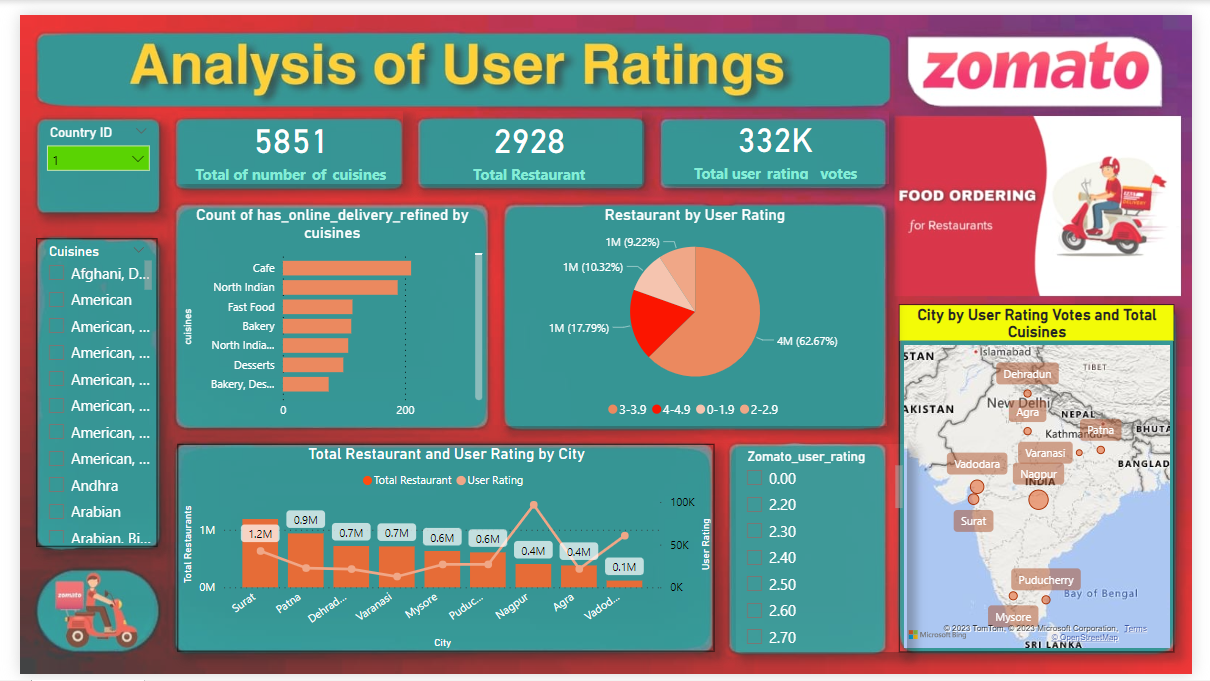 Analysis of User Ratings
zomato
Country ID
1
5851
Total of number of cuisines
2928
Total Restaurant
332K
Total user rating votes
FOOD ORDERING
for Restaurants
Cuisines
Afghani, D...
American
American, ...
American, ...
American, ...
American, ...
American, ...
American, ...
Andhra
Arabian
Arabian, Bi...
Count of has_online_delivery_refined by
cuisines
cuisines
Cafe
North Indian
Fast Food
Bakery
North India...
Desserts
Bakery, Des...
0
200
Restaurant by User Rating
1M (9.22%)
1M (10.32%)
1M (17.79%)
4M (62.67%)
3-3.9
4-4.9
0-1.9
2-2.9
City by User Rating Votes and Total
Cuisines
STAN
Islamabad
TIBET
Dehradun
New Delhi
AKISTAN
Agra
NEPAL
Kathmandu
Patna
BHUTA
Varanasi
BANGLAD
Vadodara
Nagpur
INDIA
Surat
Puducherry
Bay of Bengal
Mysore
© 2023 TomTom, © 2023 Microsoft Corporation, Terms
Microsoft Bing
© OpenStreetMap
SRI LANKA
Total Restaurant and User Rating by City
Total Restaurant
User Rating
Total Restaurants
1M
0M
1.2M
0.9M
0.7M
0.7M
0.6M
0.6M
0.4M
0.4M
0.1M
100K
50K
0K
User Rating
Surat
Patna
Dehrad...
Varanasi
Mysore
Puduc...
Nagpur
Agra
Vadod...
City
Zomato_user_rating
0.00
2.20
2.30
2.40
2.50
2.60
2.70
zomato